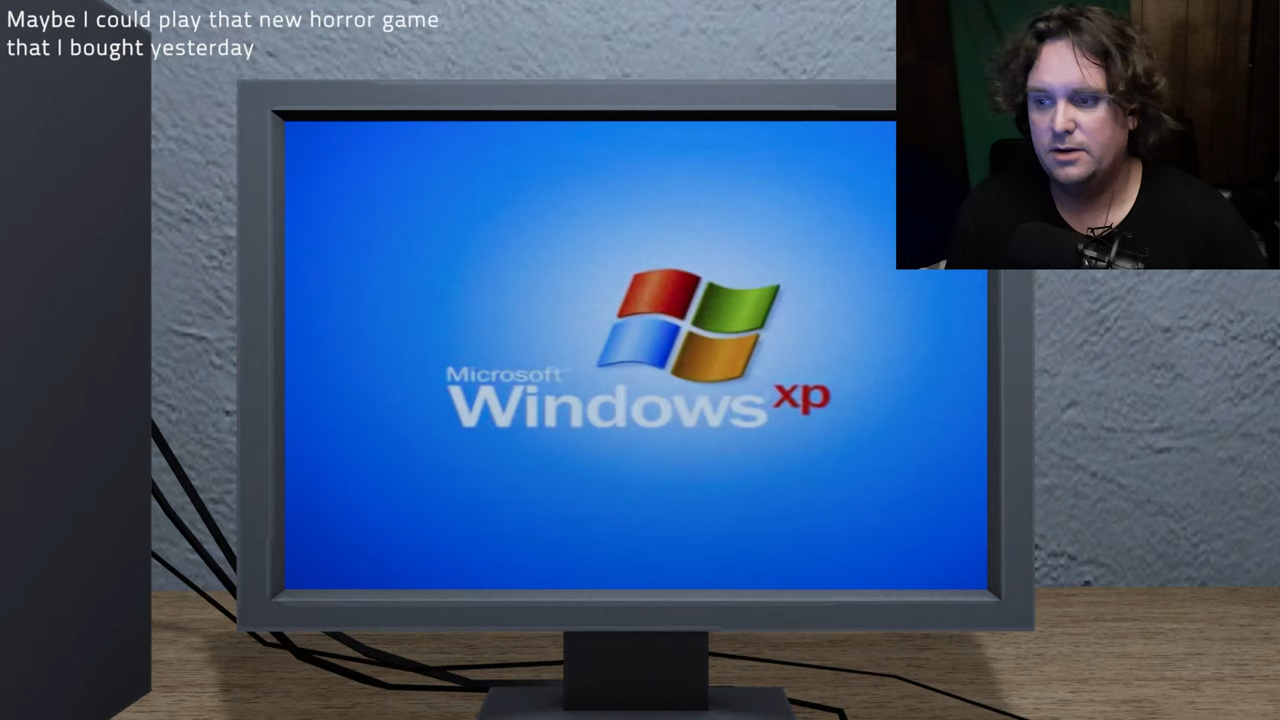 Maybe I could play that new horror game
that I bought yesterday
Microsoft
Windows xp